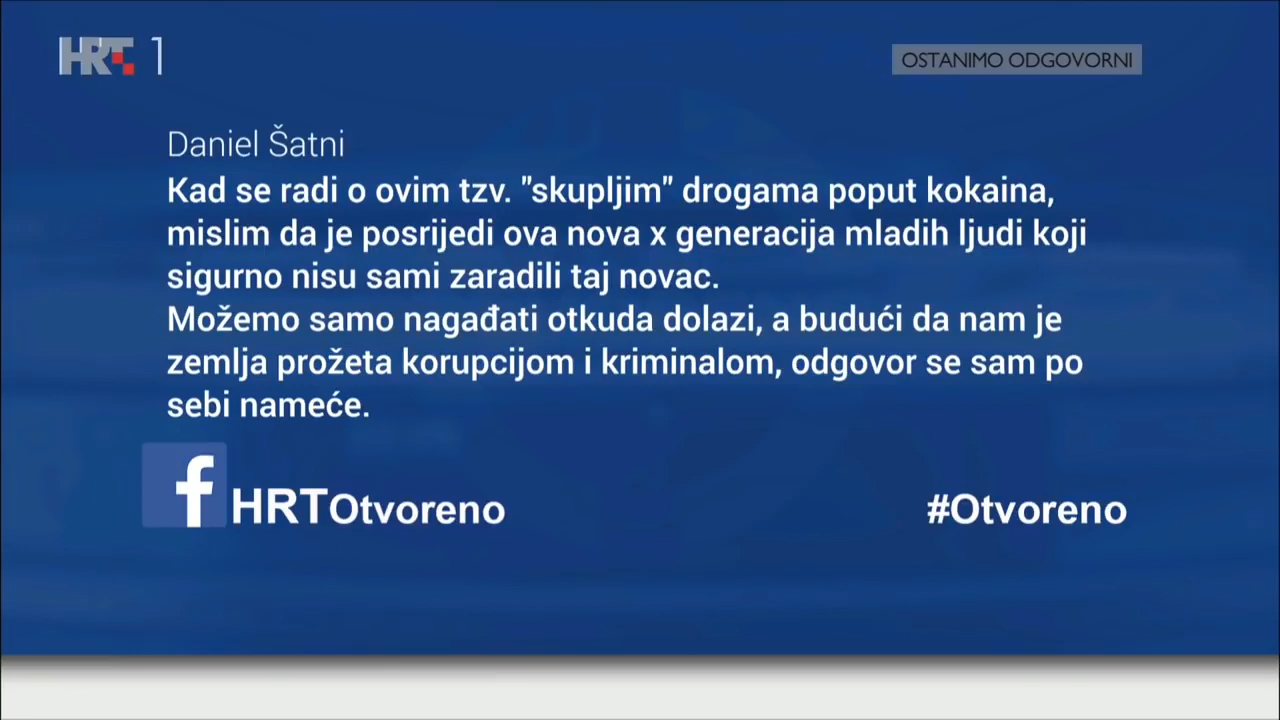 HRT 1
OSTANIMO ODGOVORNI
Daniel Šatni
Kad se radi o ovim tzv. "skupljim" drogama poput kokaina,
mislim da je posrijedi ova nova x generacija mladih ljudi koji
sigurno nisu sami zaradili taj novac.
Možemo samo nagađati otkuda dolazi, a budući da nam je
zemlja prožeta korupcijom i kriminalom, odgovor se sam po
sebi nameće.
f HRTOtvoreno
#Otvoreno